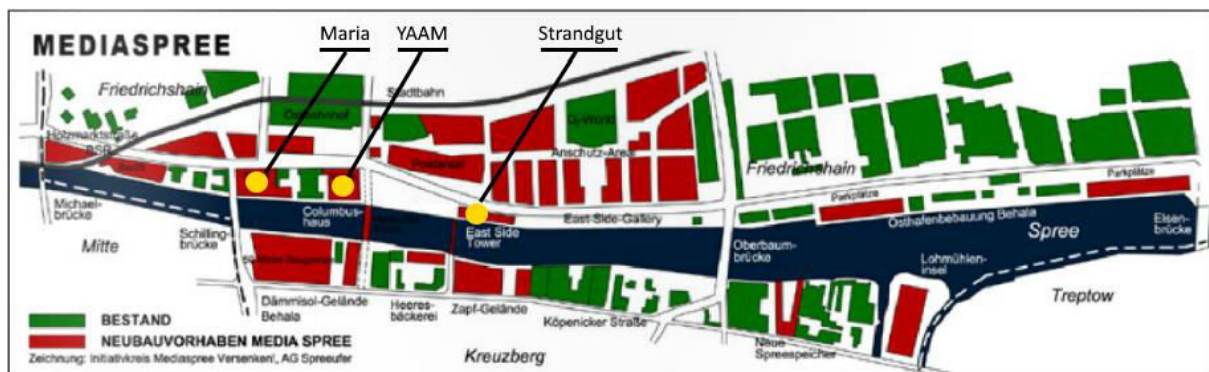 Maria
YAAM
Strandgut
MEDIASPREE
Friedrichshain
Stadtbahn
Ostbahnhof
Holzmarktstraße
BSR
Postareal
O₂-World
Anschutz-Areal
Friedrichshain
Parkplätze
Parkplätze
Michael-
brücke
Schilling-
brücke
Columbus-
haus
East Side
Tower
East-Side-Gallery
Oberbaum-
brücke
Osthafenbebauung Behala
Spree
Elsen-
brücke
Mitte
Lohmühlen-
insel
Treptow
Dämmisol-Gelände
Behala
Heeres-
bäckerei
Zapf-Gelände
Köpenicker Straße
Neue
Spreespeicher
Kreuzberg
BESTAND
NEUBAUVORHABEN MEDIA SPREE
Zeichnung: Initiativkreis Mediaspree Versenken!, AG Spreeufer